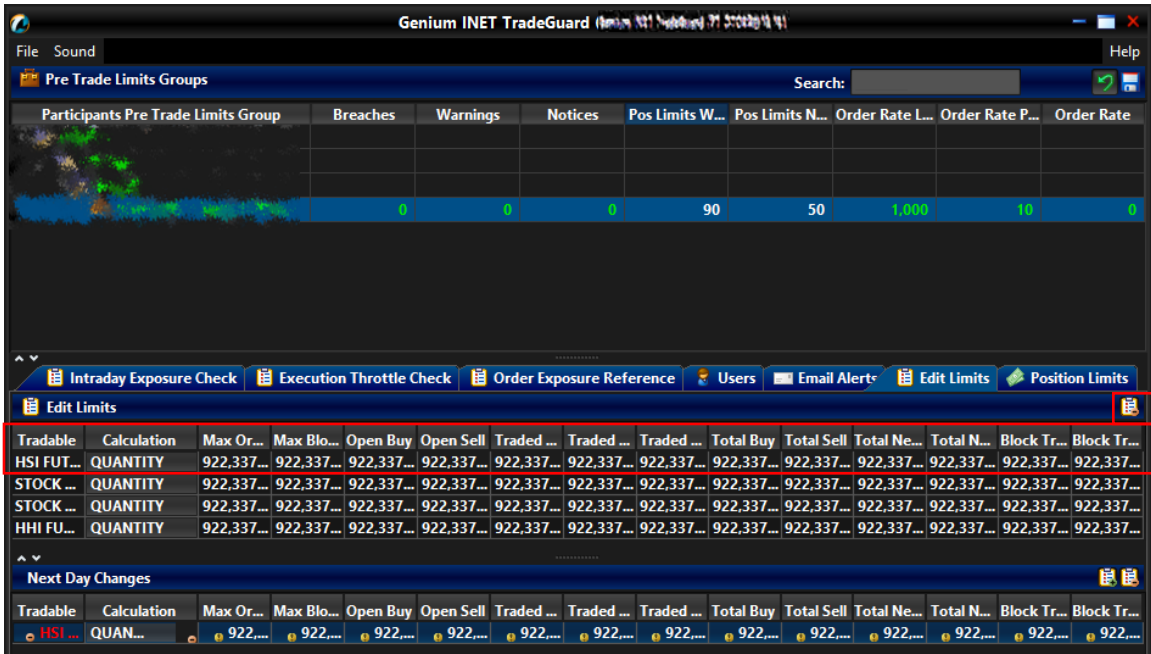 Genium INET TradeGuard
File Sound Help
Pre Trade Limits Groups Search:
Participants Pre Trade Limits Group Breaches Warnings Notices Pos Limits W... Pos Limits N... Order Rate L... Order Rate P... Order Rate
0 0 0 90 50 1,000 10 0
Intraday Exposure Check Execution Throttle Check Order Exposure Reference Users Email Alerts Edit Limits Position Limits
Edit Limits
Tradable Calculation Max Or... Max Blo... Open Buy Open Sell Traded ... Traded ... Traded ... Total Buy Total Sell Total Ne... Total N... Block Tr... Block Tr...
HSI FUT... QUANTITY 922,337... 922,337... 922,337... 922,337... 922,337... 922,337... 922,337... 922,337... 922,337... 922,337... 922,337... 922,337... 922,337...
STOCK ... QUANTITY 922,337... 922,337... 922,337... 922,337... 922,337... 922,337... 922,337... 922,337... 922,337... 922,337... 922,337... 922,337... 922,337...
STOCK ... QUANTITY 922,337... 922,337... 922,337... 922,337... 922,337... 922,337... 922,337... 922,337... 922,337... 922,337... 922,337... 922,337... 922,337...
HHI FU... QUANTITY 922,337... 922,337... 922,337... 922,337... 922,337... 922,337... 922,337... 922,337... 922,337... 922,337... 922,337... 922,337... 922,337...
Next Day Changes
Tradable Calculation Max Or... Max Blo... Open Buy Open Sell Traded ... Traded ... Traded ... Total Buy Total Sell Total Ne... Total N... Block Tr... Block Tr...
HSI ... QUAN... 922,... 922,... 922,... 922,... 922,... 922,... 922,... 922,... 922,... 922,... 922,... 922,... 922,...